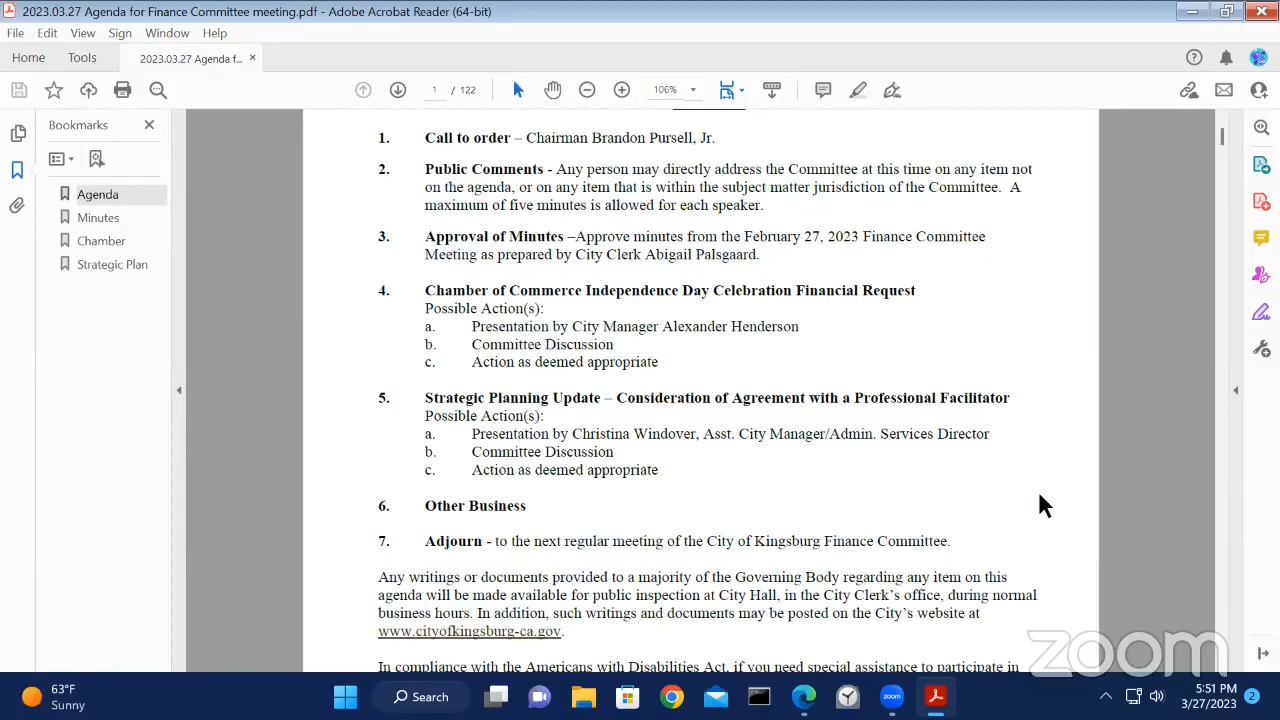 2023.03.27 Agenda for Finance Committee meeting.pdf - Adobe Acrobat Reader (64-bit)
File Edit View Sign Window Help
Home Tools 2023.03.27 Agenda f... ×
1 / 122 106%
Bookmarks
Agenda
Minutes
Chamber
Strategic Plan
1. Call to order – Chairman Brandon Pursell, Jr.
2. Public Comments - Any person may directly address the Committee at this time on any item not
on the agenda, or on any item that is within the subject matter jurisdiction of the Committee. A
maximum of five minutes is allowed for each speaker.
3. Approval of Minutes –Approve minutes from the February 27, 2023 Finance Committee
Meeting as prepared by City Clerk Abigail Palsgaard.
4. Chamber of Commerce Independence Day Celebration Financial Request
Possible Action(s):
a. Presentation by City Manager Alexander Henderson
b. Committee Discussion
c. Action as deemed appropriate
5. Strategic Planning Update – Consideration of Agreement with a Professional Facilitator
Possible Action(s):
a. Presentation by Christina Windover, Asst. City Manager/Admin. Services Director
b. Committee Discussion
c. Action as deemed appropriate
6. Other Business
7. Adjourn - to the next regular meeting of the City of Kingsburg Finance Committee.
Any writings or documents provided to a majority of the Governing Body regarding any item on this
agenda will be made available for public inspection at City Hall, in the City Clerk's office, during normal
business hours. In addition, such writings and documents may be posted on the City's website at
www.cityofkingsburg-ca.gov.
In compliance with the Americans with Disabilities Act, if you need special assistance to participate in
zoom
63°F
Sunny
Search
zoom
5:51 PM
3/27/2023
2